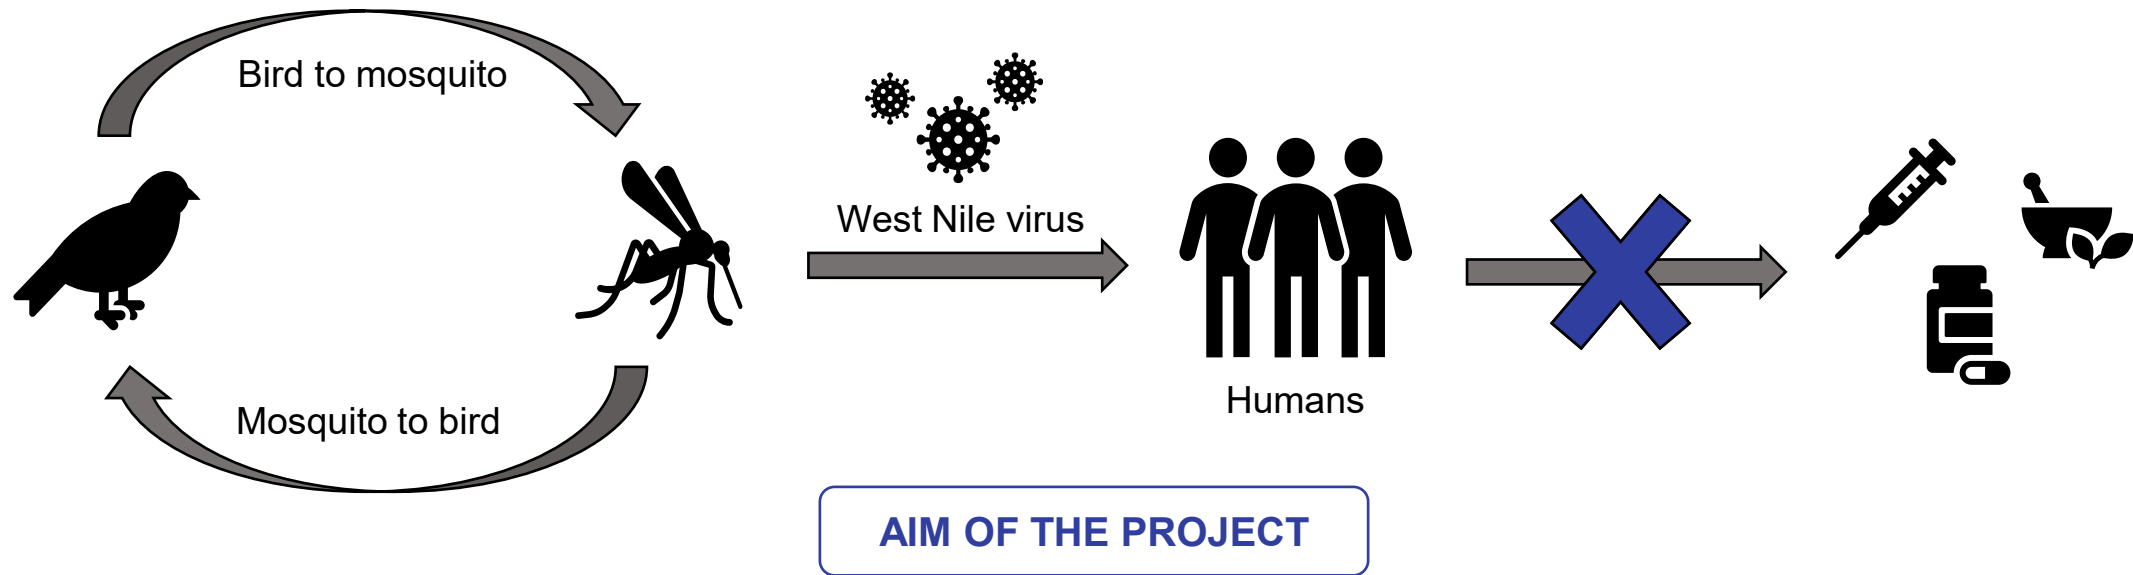 Bird to mosquito
West Nile virus
Humans
Mosquito to bird
AIM OF THE PROJECT